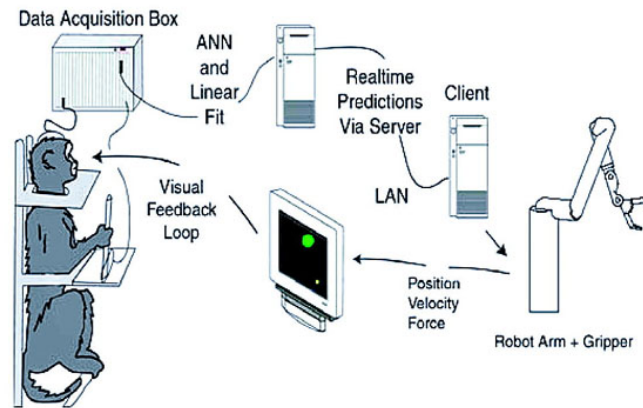 Data Acquisition Box
ANN
and
Linear
Fit
Realtime
Predictions
Via Server
Client
LAN
Visual
Feedback
Loop
Position
Velocity
Force
Robot Arm + Gripper